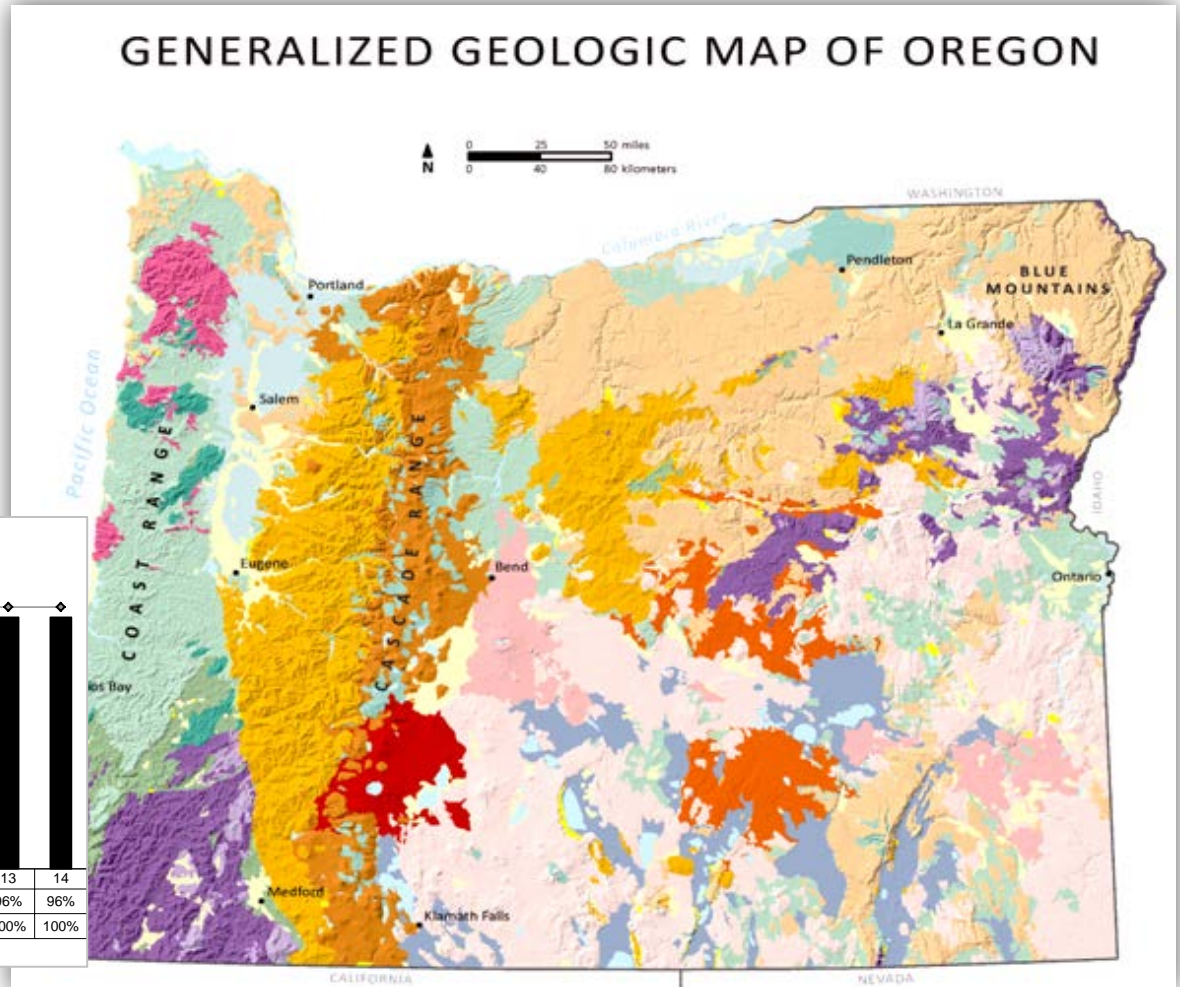 GENERALIZED GEOLOGIC MAP OF OREGON
0 25 50 miles
N
0 40 80 kilometers
WASHINGTON
Columbia River
Pendleton
BLUE
MOUNTAINS
Portland
La Grande
Pacific Ocean
Salem
COAST RANGE
CASCADE RANGE
IDAHO
Eugene
Bend
Ontario
os Bay
13 14
96% 96%
00% 100%
Medford
Klamath Falls
CALIFORNIA
NEVADA